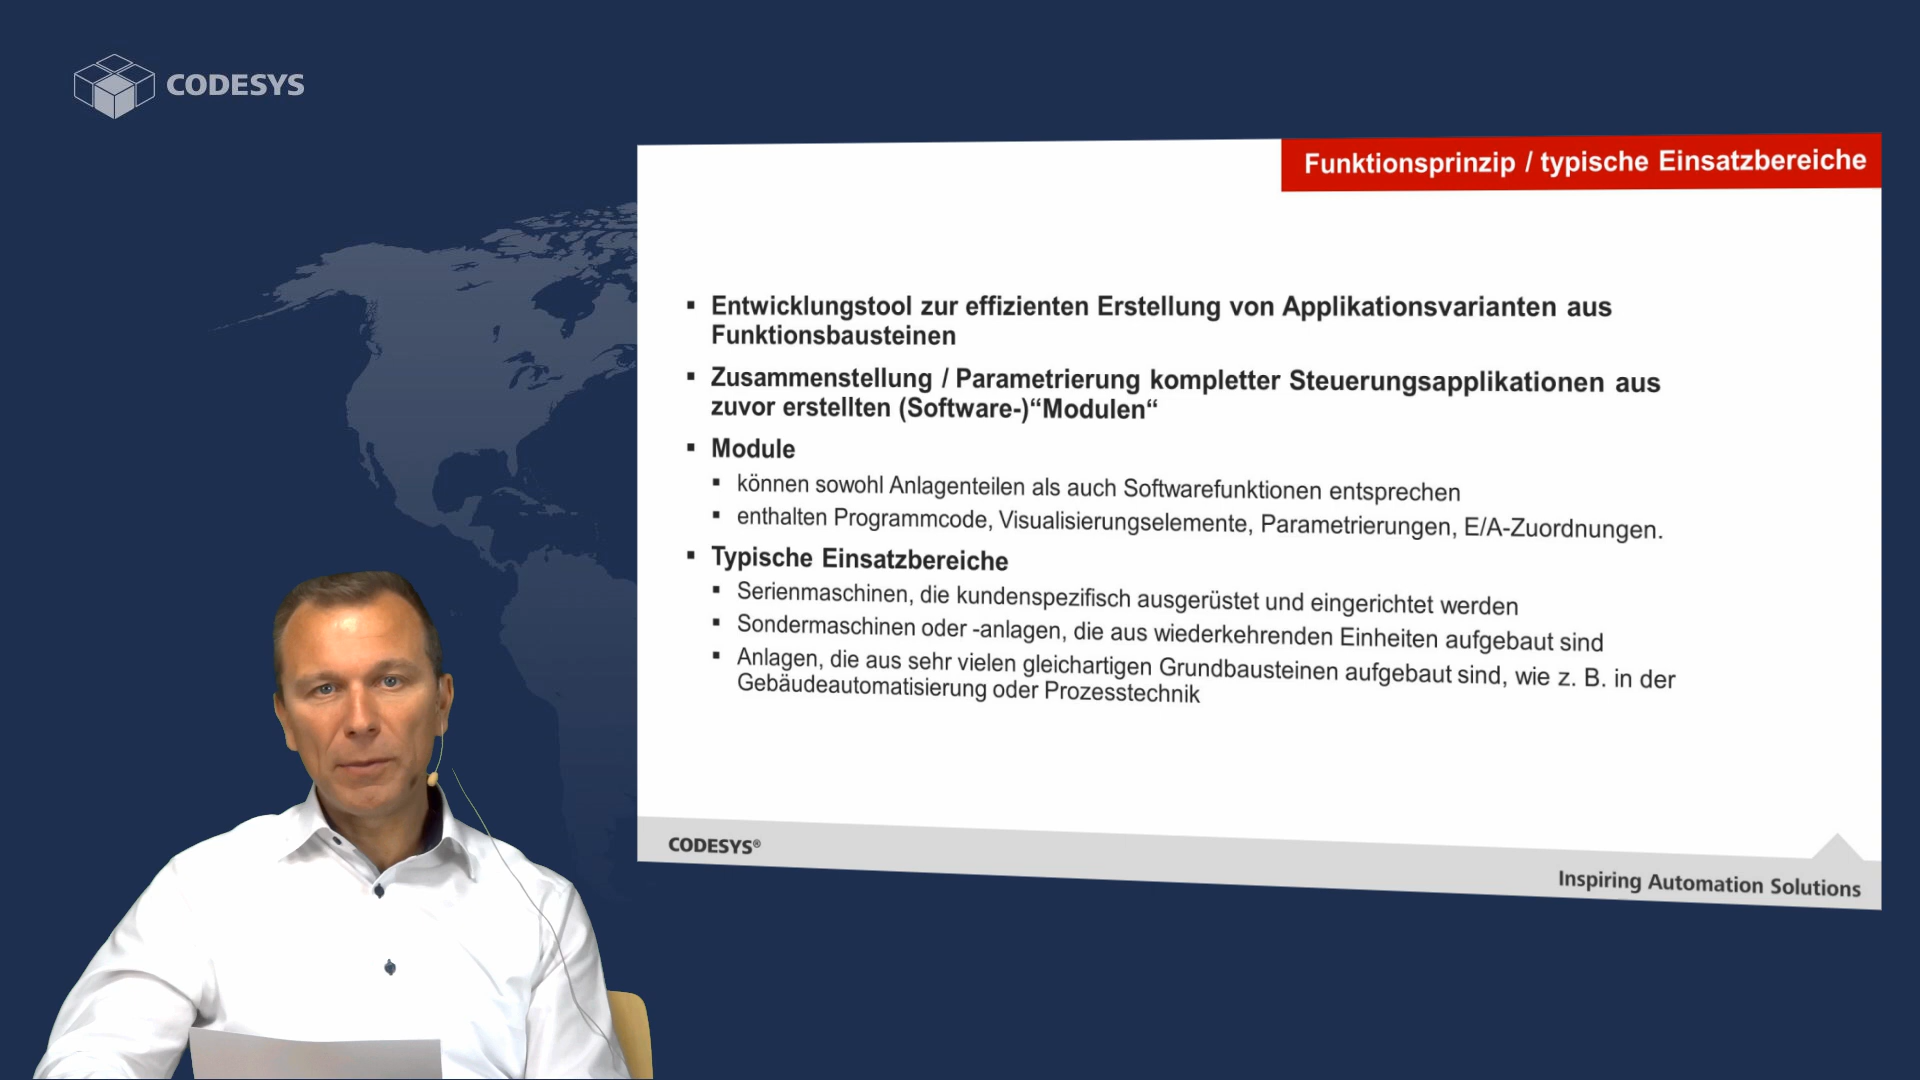 CODESYS
Funktionsprinzip / typische Einsatzbereiche
▪ Entwicklungstool zur effizienten Erstellung von Applikationsvarianten aus
Funktionsbausteinen
▪ Zusammenstellung / Parametrierung kompletter Steuerungsapplikationen aus
zuvor erstellten (Software-)“Modulen“
▪ Module
▪ können sowohl Anlagenteilen als auch Softwarefunktionen entsprechen
▪ enthalten Programmcode, Visualisierungselemente, Parametrierungen, E/A-Zuordnungen.
▪ Typische Einsatzbereiche
▪ Serienmaschinen, die kundenspezifisch ausgerüstet und eingerichtet werden
▪ Sondermaschinen oder -anlagen, die aus wiederkehrenden Einheiten aufgebaut sind
▪ Anlagen, die aus sehr vielen gleichartigen Grundbausteinen aufgebaut sind, wie z. B. in der
Gebäudeautomatisierung oder Prozesstechnik
CODESYS®
Inspiring Automation Solutions